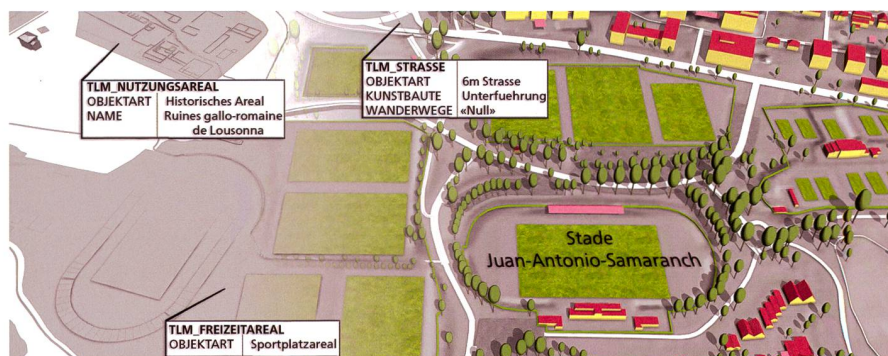 TLM_STRASSE
OBJEKTART 6m Strasse
KUNSTBAUTE Unterfuehrung
WANDERWEGE «Null»
TLM_NUTZUNGSAREAL
OBJEKTART Historisches Areal
NAME Ruines gallo-romaine
de Lousonna
Stade
Juan-Antonio-Samaranch
TLM_FREIZEITAREAL
OBJEKTART Sportplatzareal